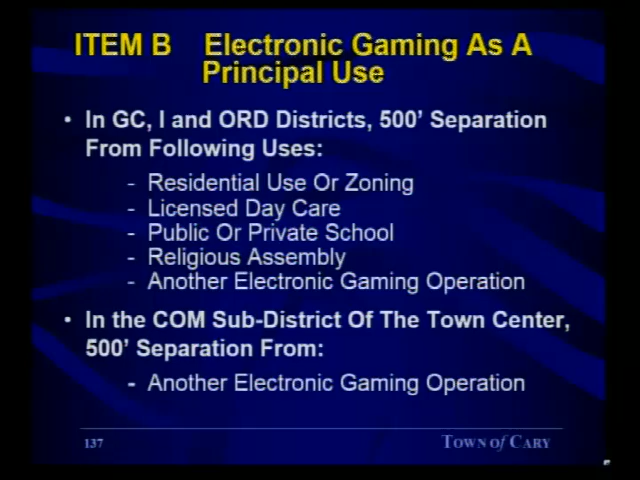 ITEM B Electronic Gaming As A
Principal Use
• In GC, I and ORD Districts, 500' Separation
From Following Uses:
- Residential Use Or Zoning
- Licensed Day Care
- Public Or Private School
- Religious Assembly
- Another Electronic Gaming Operation
• In the COM Sub-District Of The Town Center,
500' Separation From:
- Another Electronic Gaming Operation
137 TOWN of CARY